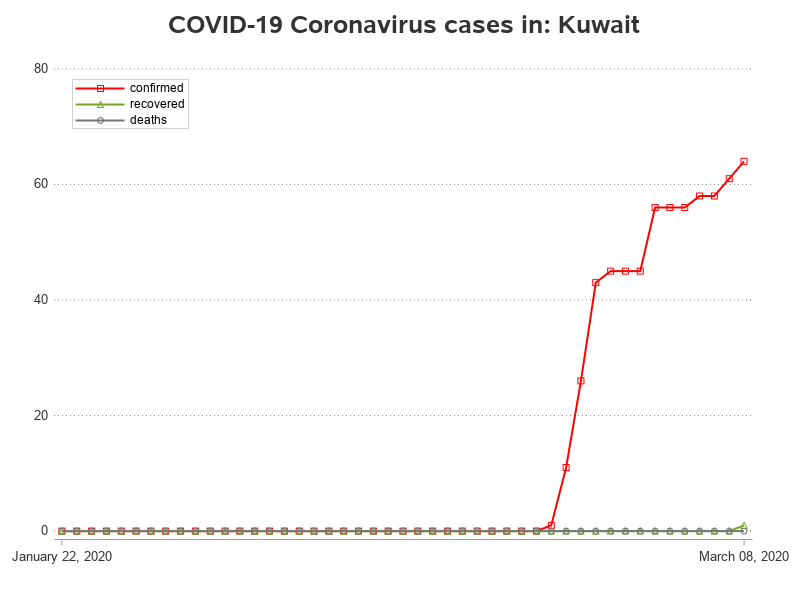 COVID-19 Coronavirus cases in: Kuwait
80
confirmed
recovered
deaths
60
40
20
0
January 22, 2020
March 08, 2020